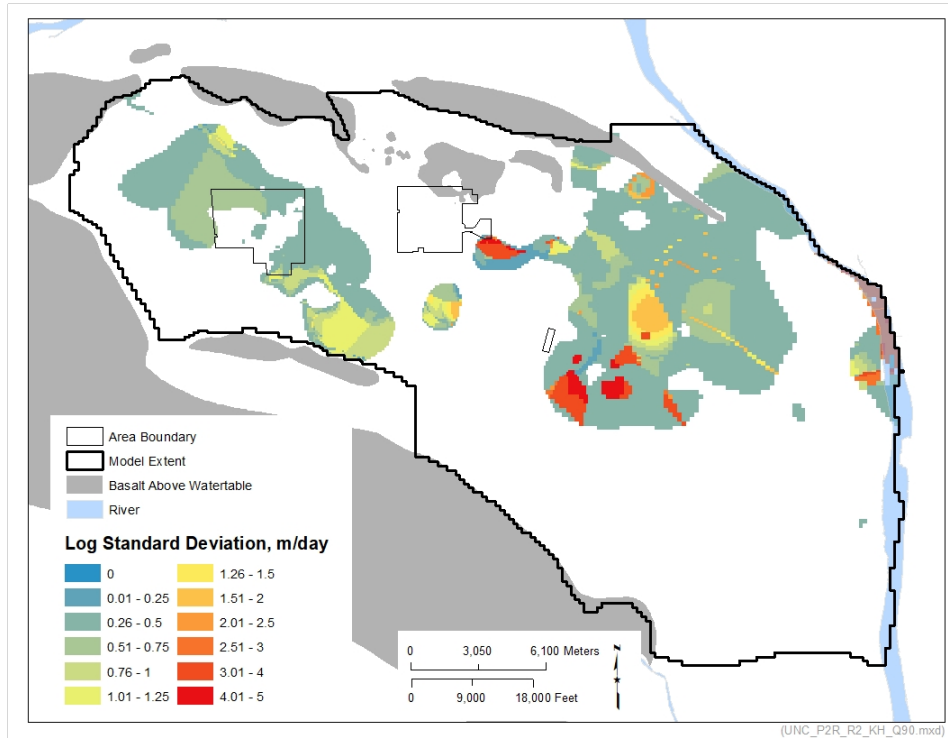 Area Boundary
Model Extent
Basalt Above Watertable
River
Log Standard Deviation, m/day
0
0.01 - 0.25
0.26 - 0.5
0.51 - 0.75
0.76 - 1
1.01 - 1.25
1.26 - 1.5
1.51 - 2
2.01 - 2.5
2.51 - 3
3.01 - 4
4.01 - 5
0 3,050 6,100 Meters
0 9,000 18,000 Feet
N
(UNC_P2R_R2_KH_Q90.mxd)